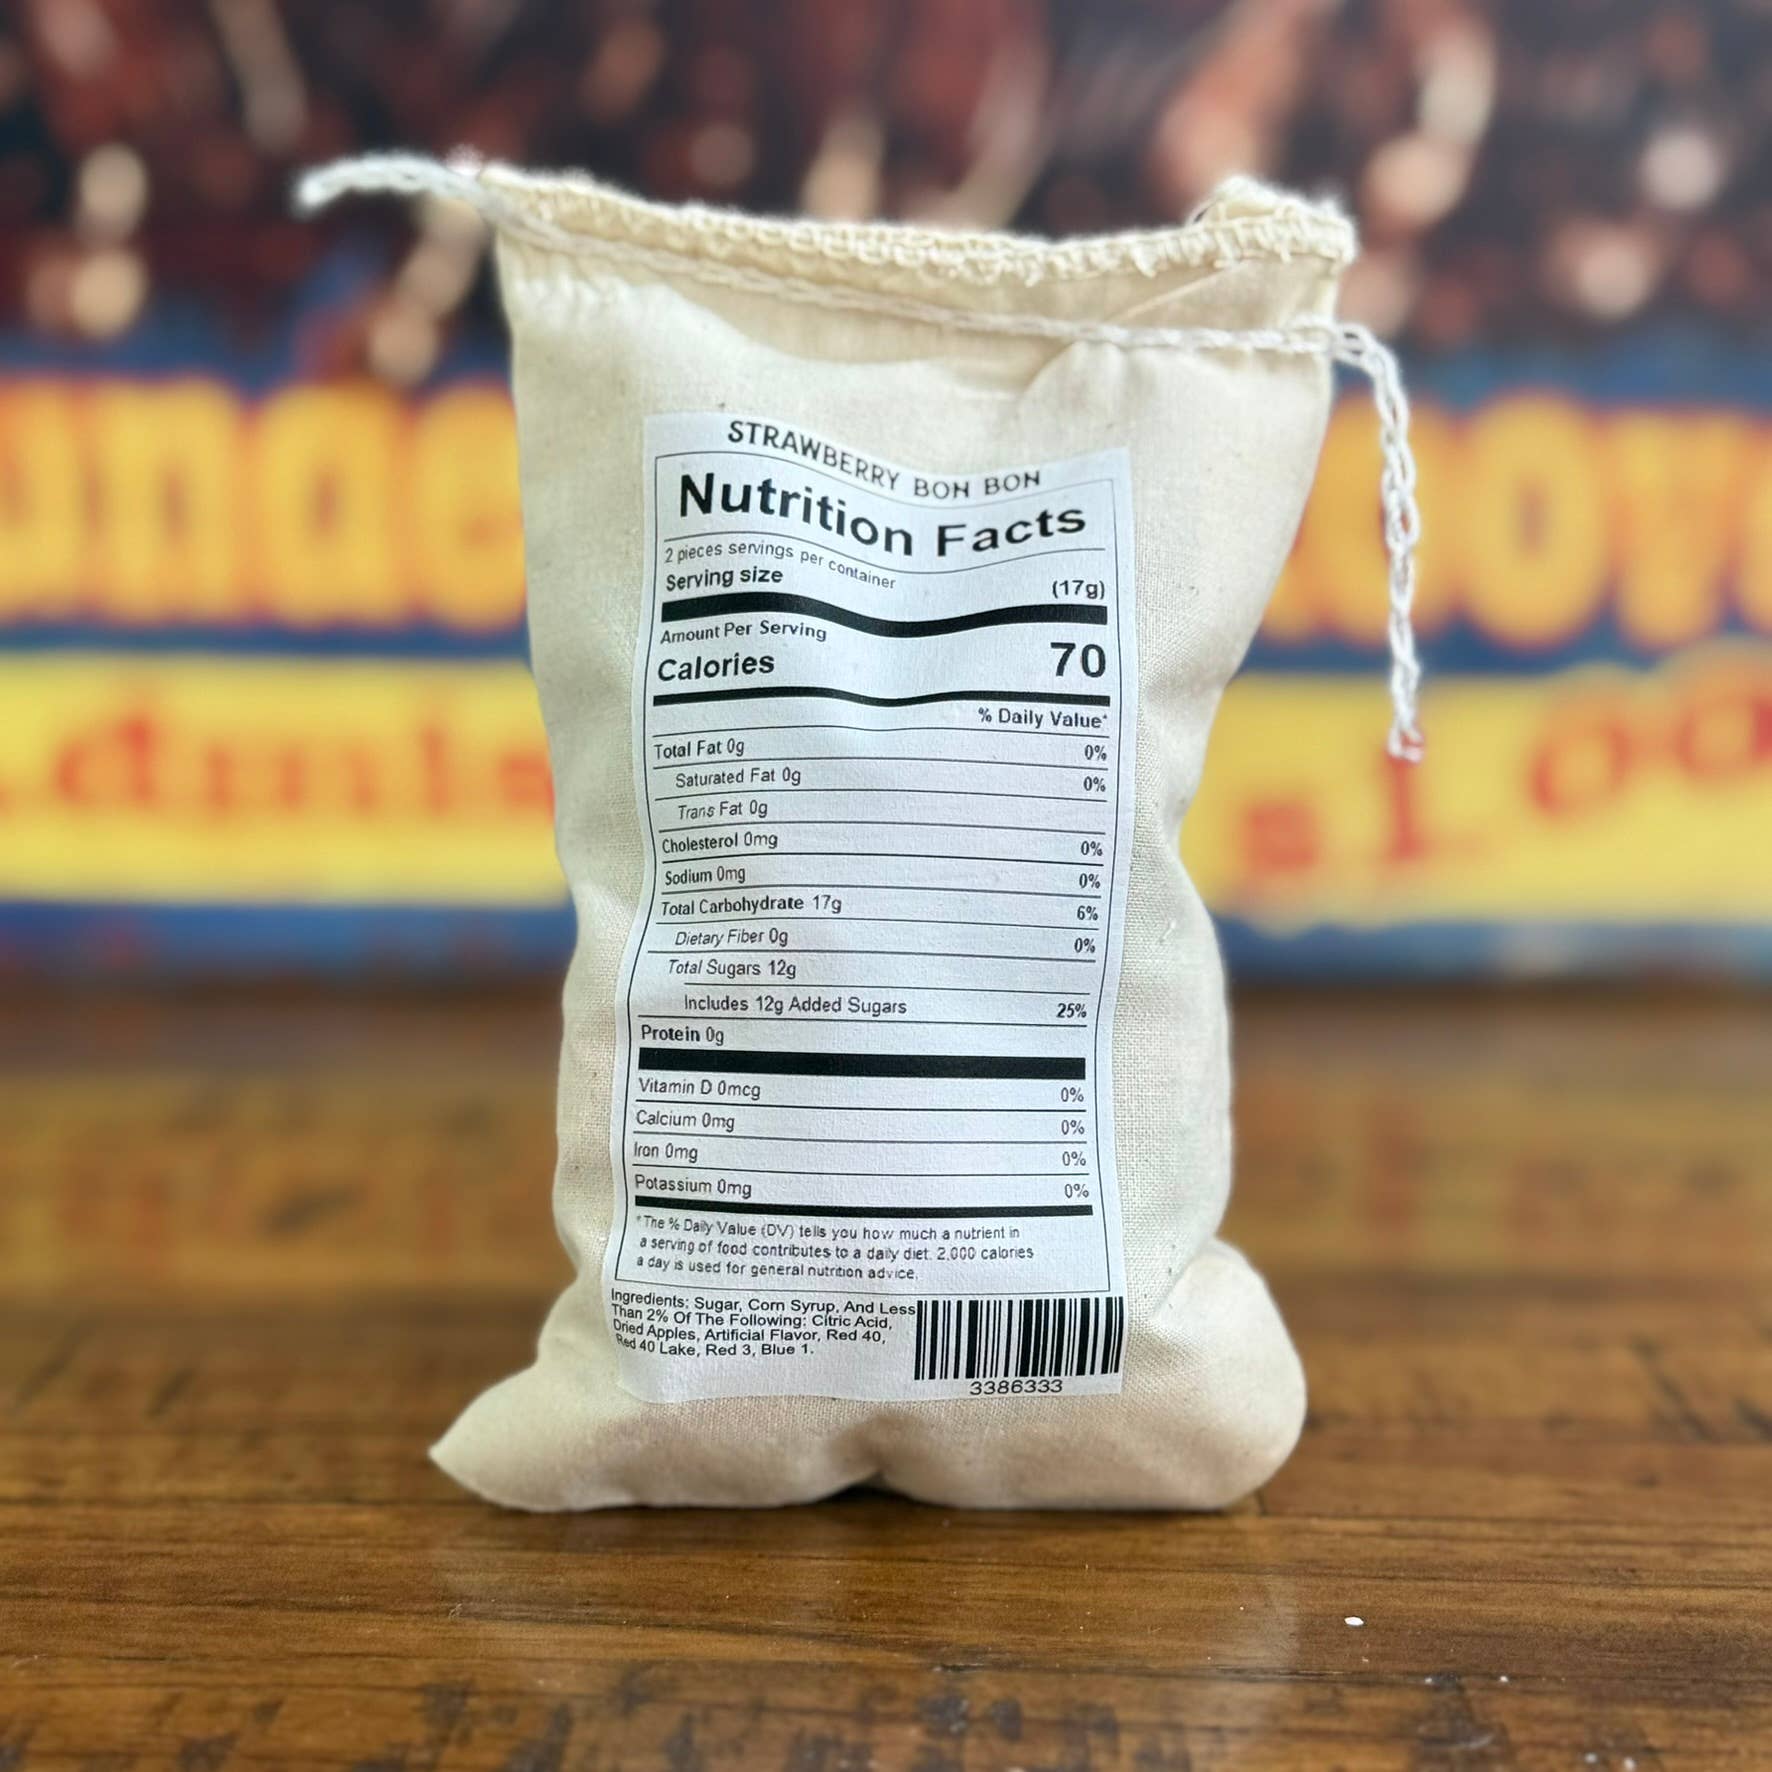 STRAWBERRY BON BON
Nutrition Facts
2 pieces servings per container
Serving size (17g)
Amount Per Serving
Calories 70
% Daily Value*
Total Fat 0g 0%
Saturated Fat 0g 0%
Trans Fat 0g
Cholesterol 0mg 0%
Sodium 0mg 0%
Total Carbohydrate 17g 6%
Dietary Fiber 0g 0%
Total Sugars 12g
Includes 12g Added Sugars 25%
Protein 0g
Vitamin D 0mcg 0%
Calcium 0mg 0%
Iron 0mg 0%
Potassium 0mg 0%
*The % Daily Value (DV) tells you how much a nutrient in
a serving of food contributes to a daily diet. 2,000 calories
a day is used for general nutrition advice.
Ingredients: Sugar, Corn Syrup, And Less
Than 2% Of The Following: Citric Acid,
Dried Apples, Artificial Flavor, Red 40,
Red 40 Lake, Red 3, Blue 1.
3386333